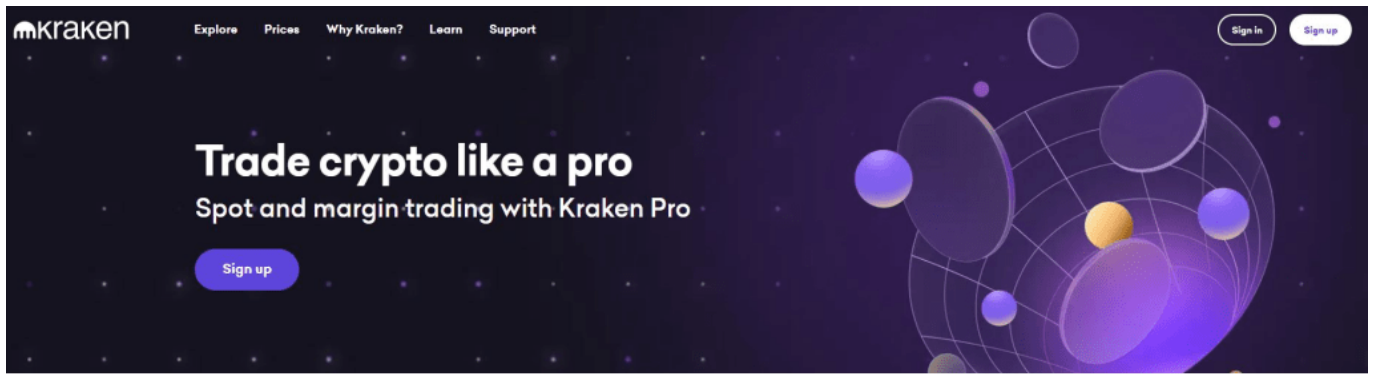 kraken
Explore Prices Why Kraken? Learn Support
Sign in Sign up
Trade crypto like a pro
Spot and margin trading with Kraken Pro
Sign up